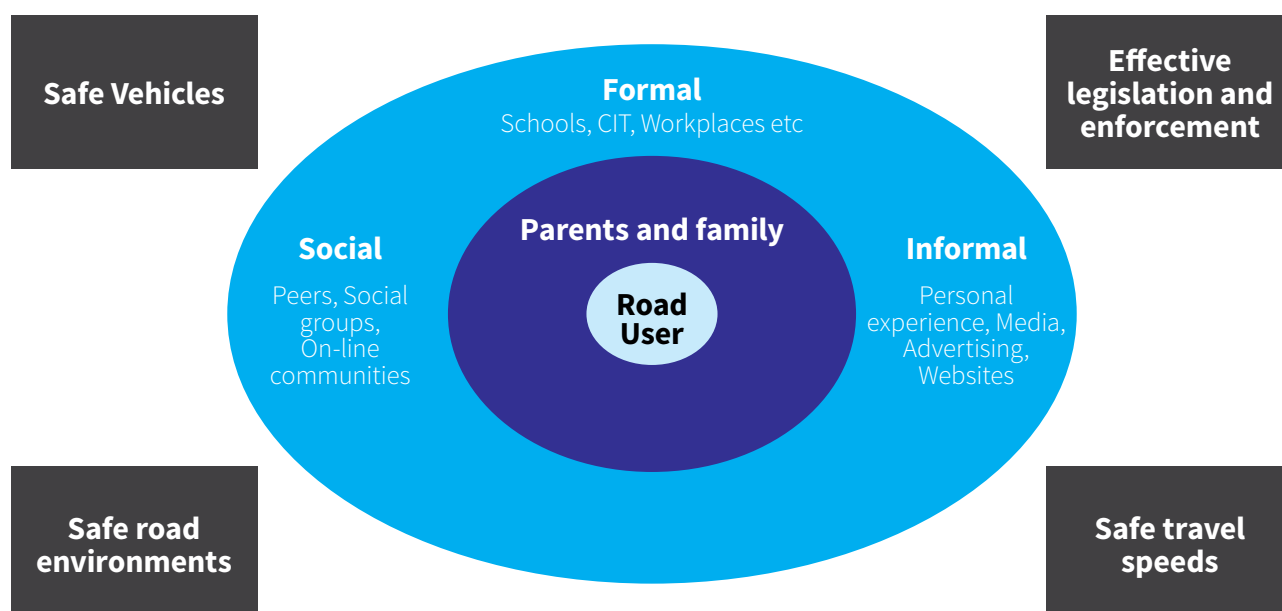 Safe Vehicles
Effective
legislation and
enforcement
Formal
Schools, CIT, Workplaces etc
Parents and family
Road
User
Social
Peers, Social
groups,
On-line
communities
Informal
Personal
experience, Media,
Advertising,
Websites
Safe road
environments
Safe travel
speeds